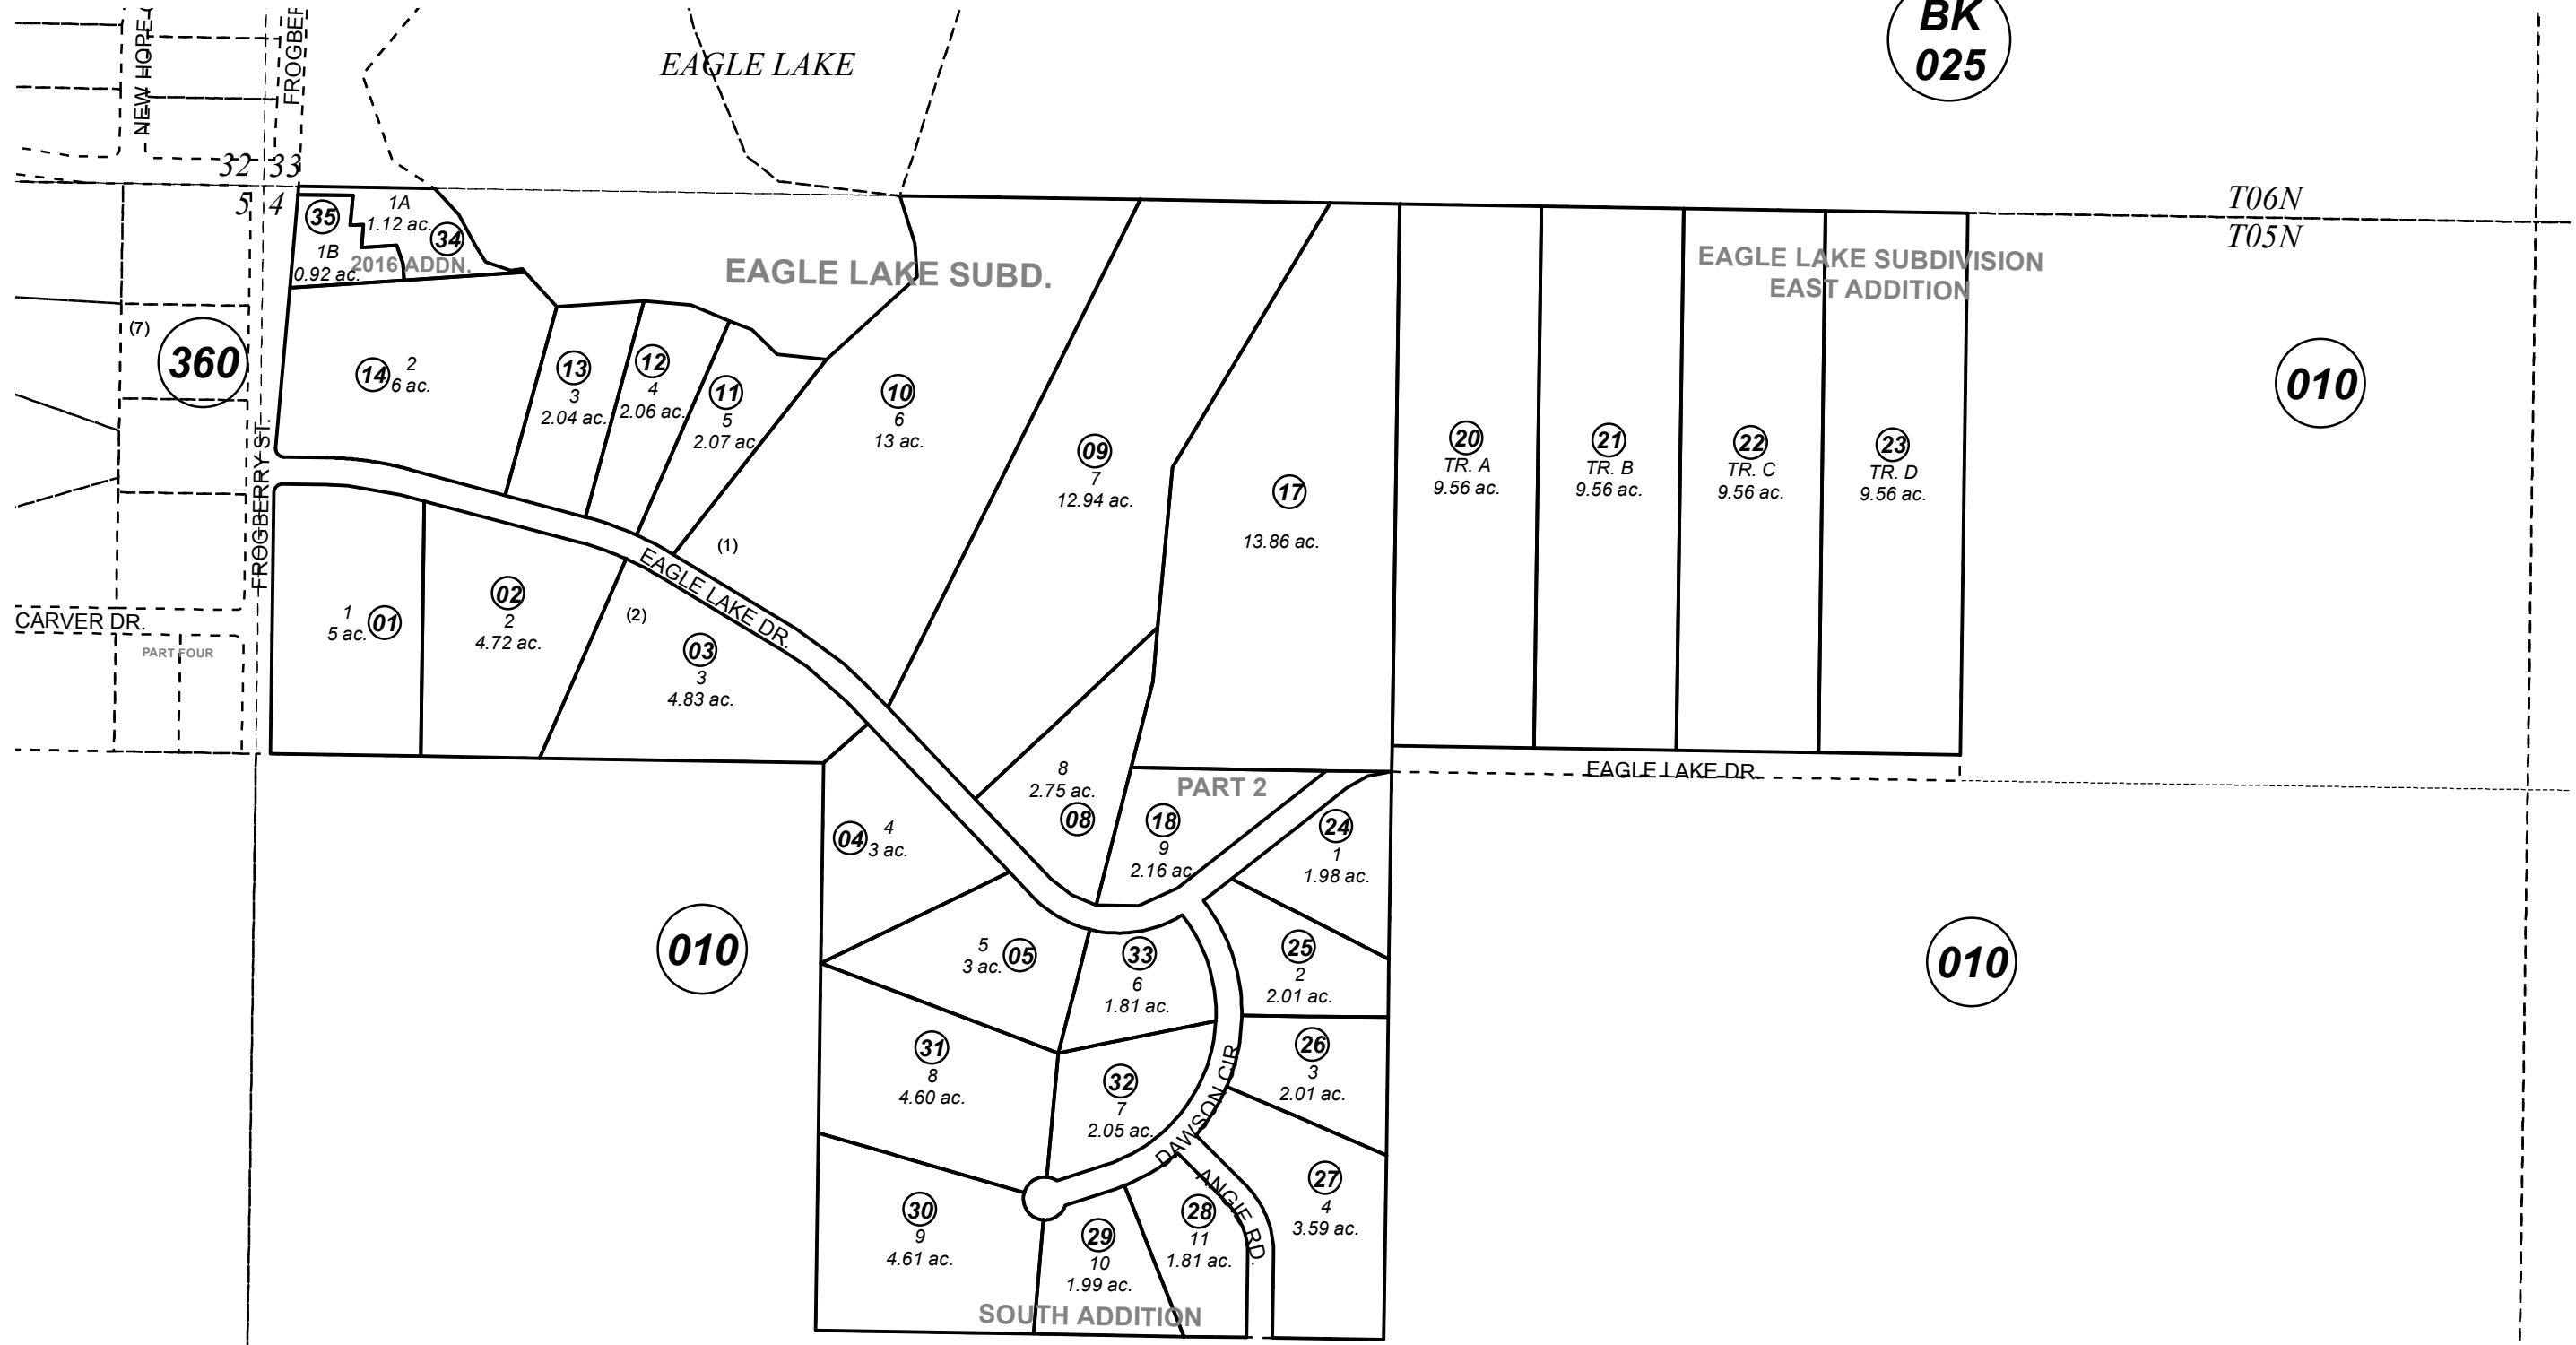 BK
025
EAGLE LAKE
NEW HOPE
FROGBER
32 33
5 4
T06N
T05N
35
1A
1.12 ac.
34
1B
0.92 ac.
2016 ADDN.
EAGLE LAKE SUBD.
EAGLE LAKE SUBDIVISION
EAST ADDITION
(7)
360
14
2
6 ac.
13
3
2.04 ac.
12
4
2.06 ac.
11
5
2.07 ac
10
6
13 ac.
09
7
12.94 ac.
17
13.86 ac.
20
TR. A
9.56 ac.
21
TR. B
9.56 ac.
22
TR. C
9.56 ac.
23
TR. D
9.56 ac.
010
FROGBERRY ST.
(1)
EAGLE LAKE DR.
(2)
CARVER DR.
PART FOUR
1
5 ac.
01
02
2
4.72 ac.
03
3
4.83 ac.
8
2.75 ac.
08
PART 2
EAGLE LAKE DR.
04
4
3 ac.
18
9
2.16 ac
24
1
1.98 ac.
010
5
3 ac.
05
33
6
1.81 ac.
25
2
2.01 ac.
010
31
8
4.60 ac.
32
7
2.05 ac.
DAWSON CIR
26
3
2.01 ac.
ANGIE RD.
27
4
3.59 ac.
30
9
4.61 ac.
29
10
1.99 ac.
28
11
1.81 ac.
SOUTH ADDITION